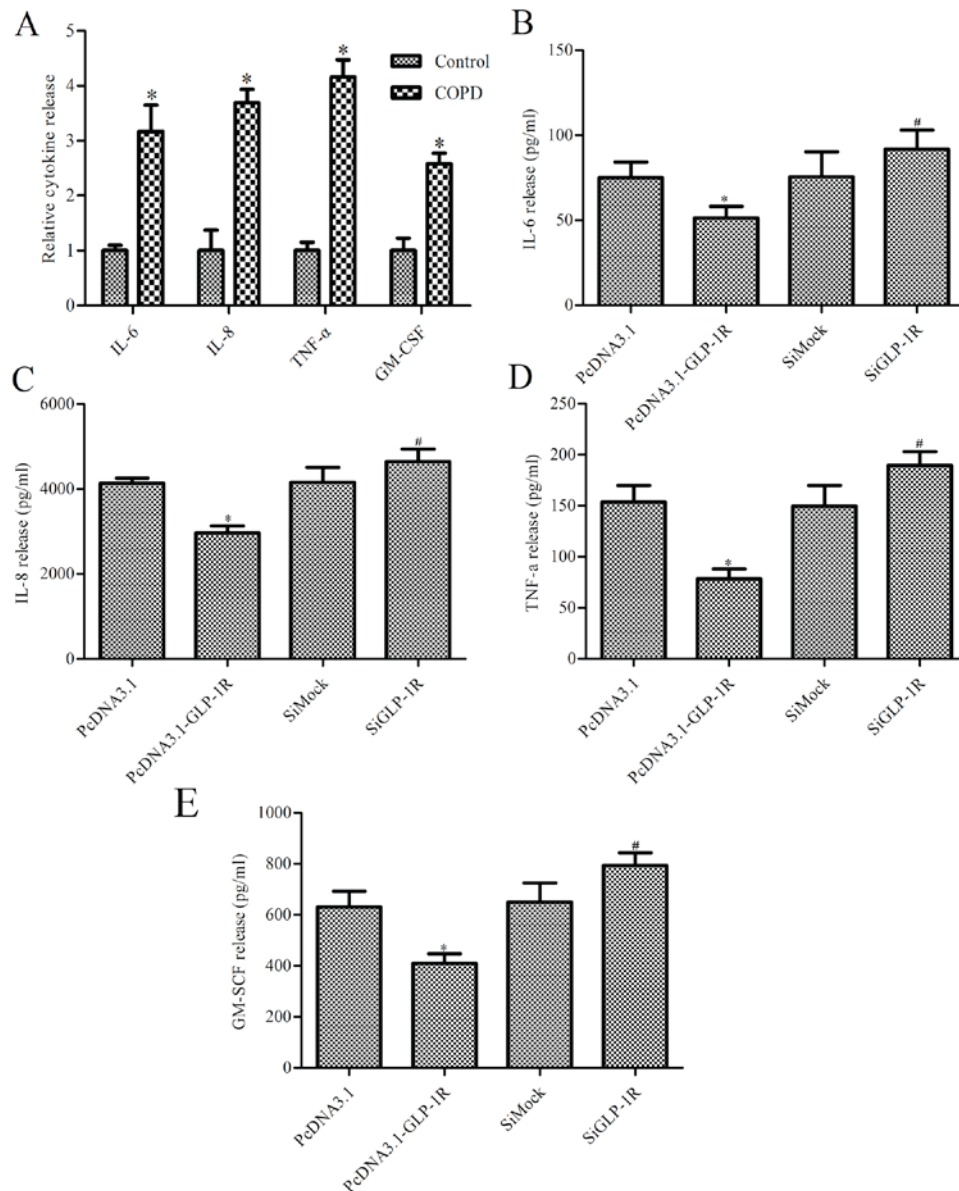 A
Relative cytokine release
5
4
3
2
1
0
* * * *
Control
COPD
IL-6
IL-8
TNF-α
GM-CSF
B
IL-6 release (pg/ml)
150
100
50
0
*
#
PcDNA3.1
PcDNA3.1-GLP-1R
SiMock
SiGLP-1R
C
IL-8 release (pg/ml)
6000
4000
2000
0
*
#
PcDNA3.1
PcDNA3.1-GLP-1R
SiMock
SiGLP-1R
D
TNF-a release (pg/ml)
250
200
150
100
50
0
*
#
PcDNA3.1
PcDNA3.1-GLP-1R
SiMock
SiGLP-1R
E
GM-SCF release (pg/ml)
1000
800
600
400
200
0
*
#
PcDNA3.1
PcDNA3.1-GLP-1R
SiMock
SiGLP-1R